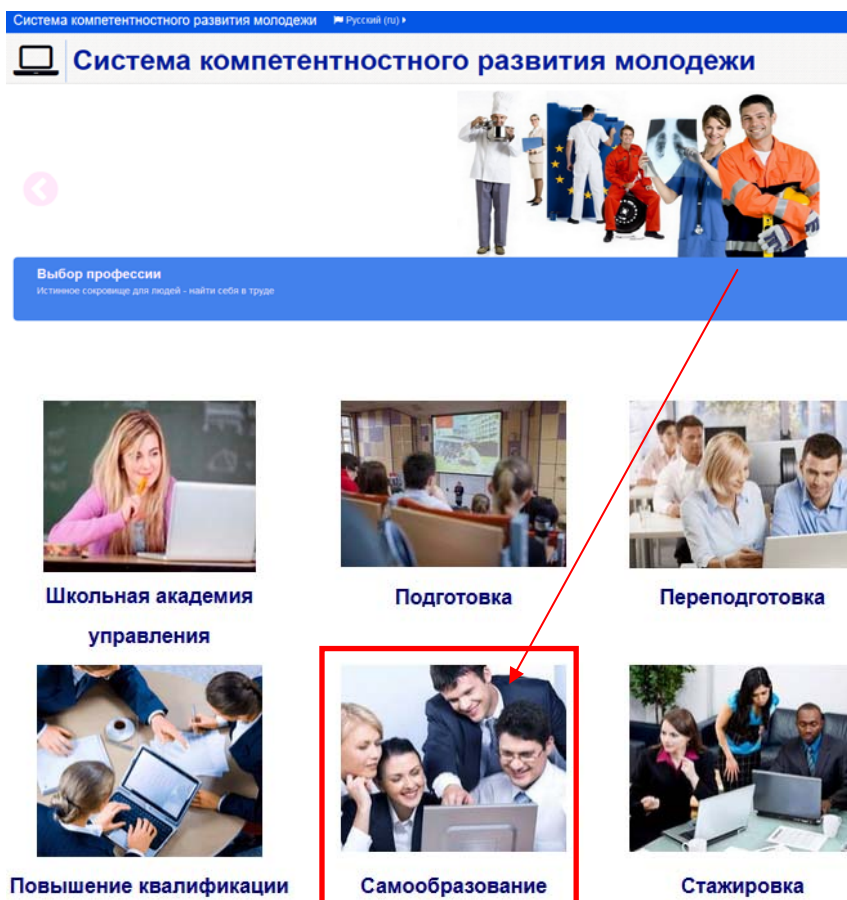 Система компетентностного развития молодежи Русский (ru)
Система компетентностного развития молодежи
Выбор профессии
Истинное сокровище для людей - найти себя в труде
Школьная академия
управления
Подготовка
Переподготовка
Повышение квалификации
Самообразование
Стажировка